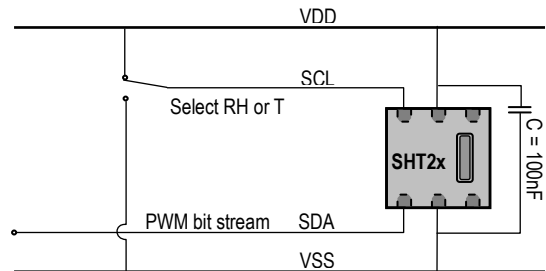 VDD
SCL
Select RH or T
SHT2x
C = 100nF
PWM bit stream SDA
VSS